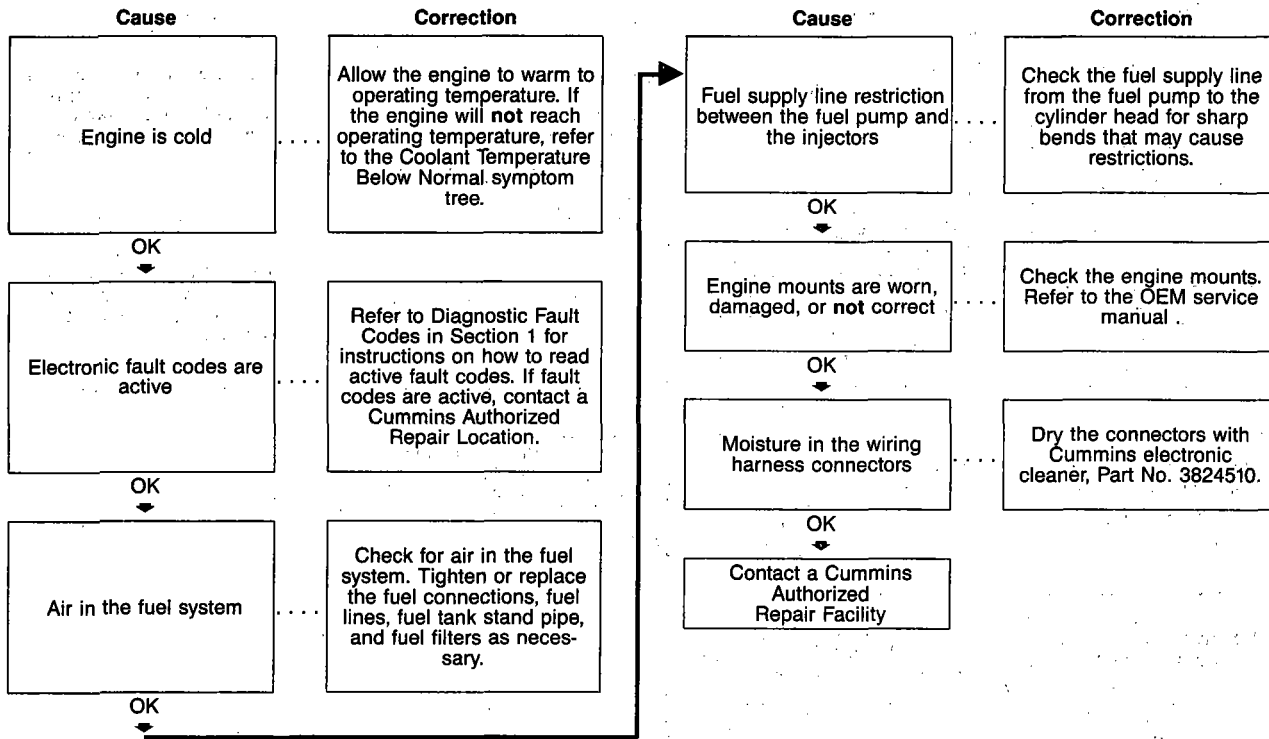 Cause
Correction
Engine is cold
. . . .
Allow the engine to warm to
operating temperature. If
the engine will not reach
operating temperature, refer
to the Coolant Temperature
Below Normal symptom
tree.
OK
Electronic fault codes are
active
. . . .
Refer to Diagnostic Fault
Codes in Section 1 for
instructions on how to read
active fault codes. If fault
codes are active, contact a
Cummins Authorized
Repair Location.
OK
Air in the fuel system
. . . .
Check for air in the fuel
system. Tighten or replace
the fuel connections, fuel
lines, fuel tank stand pipe,
and fuel filters as neces-
sary.
OK
Cause
Correction
Fuel supply line restriction
between the fuel pump and
the injectors
. . . .
Check the fuel supply line
from the fuel pump to the
cylinder head for sharp
bends that may cause
restrictions.
OK
Engine mounts are worn,
damaged, or not correct
. . . .
Check the engine mounts.
Refer to the OEM service
manual .
OK
Moisture in the wiring
harness connectors
. . . .
Dry the connectors with
Cummins electronic
cleaner, Part No. 3824510.
OK
Contact a Cummins
Authorized
Repair Facility